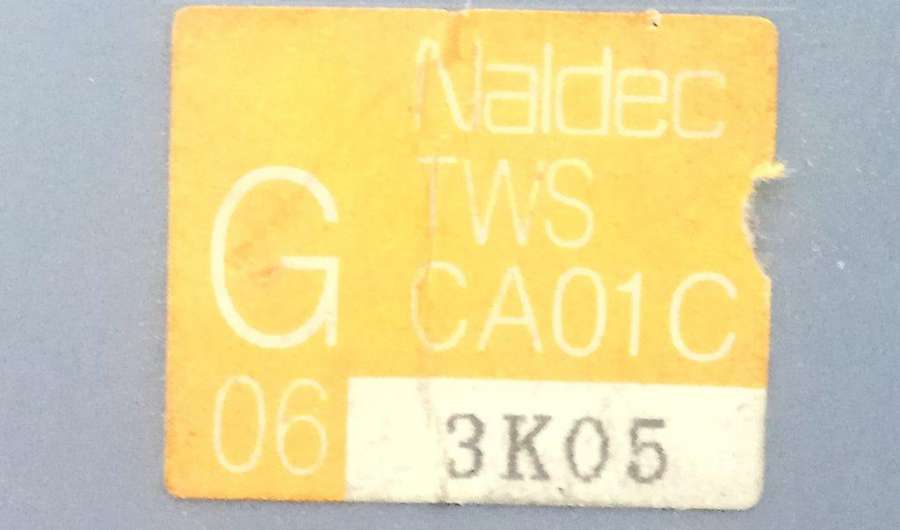 Naldec
TWS
G
CA01C
06
3K05